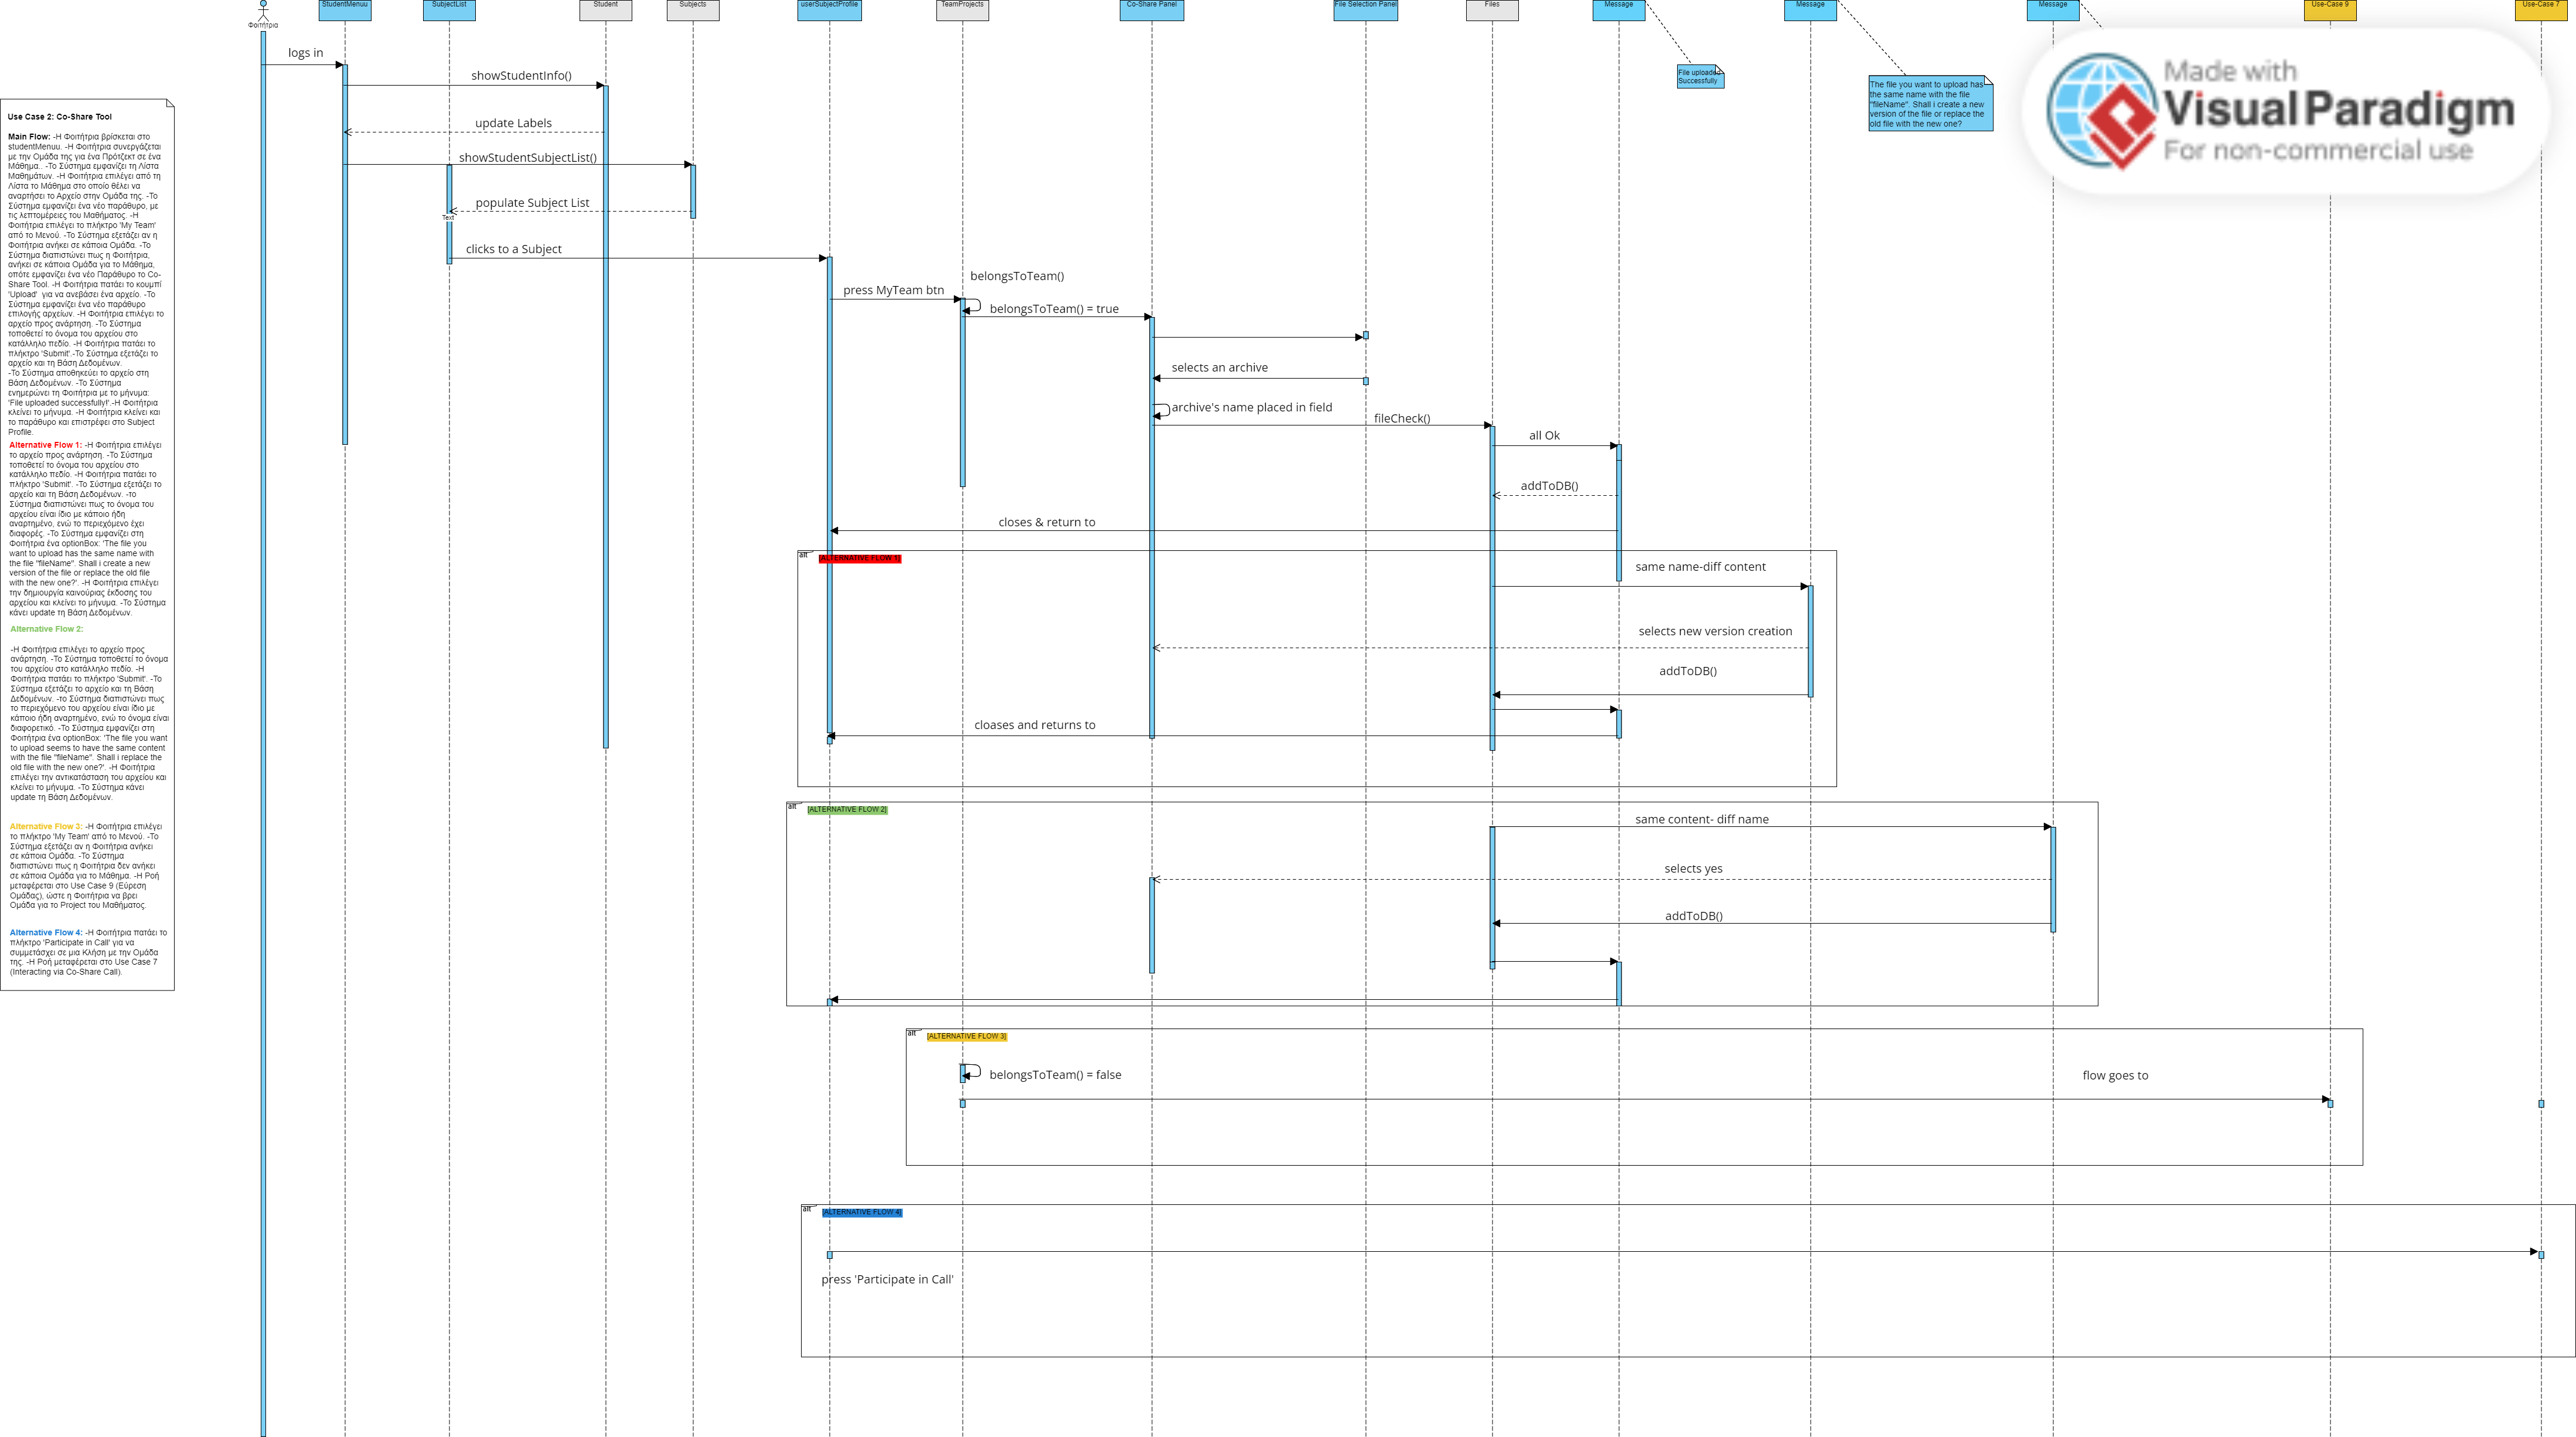 StudentMenuu
SubjectList
Student
Subjects
userSubjectProfile
TeamProjects
Co-Share Panel
File Selection Panel
Files
Message
Message
Message
Use-Case 9
Use-Case 7
Φοιτήτρια
logs in
showStudentInfo()
update Labels
showStudentSubjectList()
populate Subject List
Text
clicks to a Subject
belongsToTeam()
press MyTeam btn
belongsToTeam() = true
selects an archive
archive's name placed in field
fileCheck()
all Ok
addToDB()
closes & return to
File uploaded
Successfully
The file you want to upload has
the same name with the file
"fileName". Shall i create a new
version of the file or replace the
old file with the new one?
Made with
Visual Paradigm
For non-commercial use
Use Case 2: Co-Share Tool
Main Flow: -Η Φοιτήτρια βρίσκεται στο
studentMenuu. -Η Φοιτήτρια συνεργάζεται
με την Ομάδα της για ένα Πρότζεκτ σε ένα
Μάθημα.. -Το Σύστημα εμφανίζει τη Λίστα
Μαθημάτων. -Η Φοιτήτρια επιλέγει από τη
Λίστα το Μάθημα στο οποίο θέλει να
αναρτήσει το Αρχείο στην Ομάδα της. -Το
Σύστημα εμφανίζει ένα νέο παράθυρο, με
τις λεπτομέρειες του Μαθήματος. -Η
Φοιτήτρια επιλέγει το πλήκτρο 'My Team'
από το Μενού. -Το Σύστημα εξετάζει αν η
Φοιτήτρια ανήκει σε κάποια Ομάδα. -Το
Σύστημα διαπιστώνει πως η Φοιτήτρια,
ανήκει σε κάποια Ομάδα για το Μάθημα,
οπότε εμφανίζει ένα νέο Παράθυρο το Co-
Share Tool. -Η Φοιτήτρια πατάει το κουμπί
'Upload' για να ανεβάσει ένα αρχείο. -Το
Σύστημα εμφανίζει ένα νέο παράθυρο
επιλογής αρχείων. -Η Φοιτήτρια επιλέγει το
αρχείο προς ανάρτηση. -Το Σύστημα
τοποθετεί το όνομα του αρχείου στο
κατάλληλο πεδίο. -Η Φοιτήτρια πατάει το
πλήκτρο 'Submit'.-Το Σύστημα εξετάζει το
αρχείο και τη Βάση Δεδομένων.
-Το Σύστημα αποθηκεύει το αρχείο στη
Βάση Δεδομένων. -Το Σύστημα
ενημερώνει τη Φοιτήτρια με το μήνυμα:
'File uploaded successfully!'.-Η Φοιτήτρια
κλείνει το μήνυμα. -Η Φοιτήτρια κλείνει και
το παράθυρο και επιστρέφει στο Subject
Profile.
Alternative Flow 1: -Η Φοιτήτρια επιλέγει
το αρχείο προς ανάρτηση. -Το Σύστημα
τοποθετεί το όνομα του αρχείου στο
κατάλληλο πεδίο. -Η Φοιτήτρια πατάει το
πλήκτρο 'Submit'. -Το Σύστημα εξετάζει το
αρχείο και τη Βάση Δεδομένων. -το
Σύστημα διαπιστώνει πως το όνομα του
αρχείου είναι ίδιο με κάποιο ήδη
αναρτημένο, ενώ το περιεχόμενο έχει
διαφορές. -Το Σύστημα εμφανίζει στη
Φοιτήτρια ένα optionBox: 'The file you
want to upload has the same name with
the file "fileName". Shall i create a new
version of the file or replace the old file
with the new one?'. -Η Φοιτήτρια επιλέγει
την δημιουργία καινούριας έκδοσης του
αρχείου και κλείνει το μήνυμα. -Το Σύστημα
κάνει update τη Βάση Δεδομένων.
Alternative Flow 2:
-Η Φοιτήτρια επιλέγει το αρχείο προς
ανάρτηση. -Το Σύστημα τοποθετεί το όνομα
του αρχείου στο κατάλληλο πεδίο. -Η
Φοιτήτρια πατάει το πλήκτρο 'Submit'. -Το
Σύστημα εξετάζει το αρχείο και τη Βάση
Δεδομένων. -το Σύστημα διαπιστώνει πως
το περιεχόμενο του αρχείου είναι ίδιο με
κάποιο ήδη αναρτημένο, ενώ το όνομα είναι
διαφορετικό. -Το Σύστημα εμφανίζει στη
Φοιτήτρια ένα optionBox: 'The file you want
to upload seems to have the same content
with the file "fileName". Shall i replace the
old file with the new one?'. -Η Φοιτήτρια
επιλέγει την αντικατάσταση του αρχείου και
κλείνει το μήνυμα. -Το Σύστημα κάνει
update τη Βάση Δεδομένων.
Alternative Flow 3: -Η Φοιτήτρια επιλέγει
το πλήκτρο 'My Team' από το Μενού. -Το
Σύστημα εξετάζει αν η Φοιτήτρια ανήκει
σε κάποια Ομάδα. -Το Σύστημα
διαπιστώνει πως η Φοιτήτρια δεν ανήκει
σε κάποια Ομάδα για το Μάθημα. -Η Ροή
μεταφέρεται στο Use Case 9 (Εύρεση
Ομάδας), ώστε η Φοιτήτρια να βρει
Ομάδα για το Project του Μαθήματος.
Alternative Flow 4: -Η Φοιτήτρια πατάει το
πλήκτρο 'Participate in Call' για να
συμμετάσχει σε μια Κλήση με την Ομάδα
της. -Η Ροή μεταφέρεται στο Use Case 7
(Interacting via Co-Share Call).
alt
[ALTERNATIVE FLOW 1]
same name-diff content
selects new version creation
addToDB()
cloases and returns to
alt
[ALTERNATIVE FLOW 2]
same content- diff name
selects yes
addToDB()
alt
[ALTERNATIVE FLOW 3]
belongsToTeam() = false
flow goes to
alt
[ALTERNATIVE FLOW 4]
press 'Participate in Call'